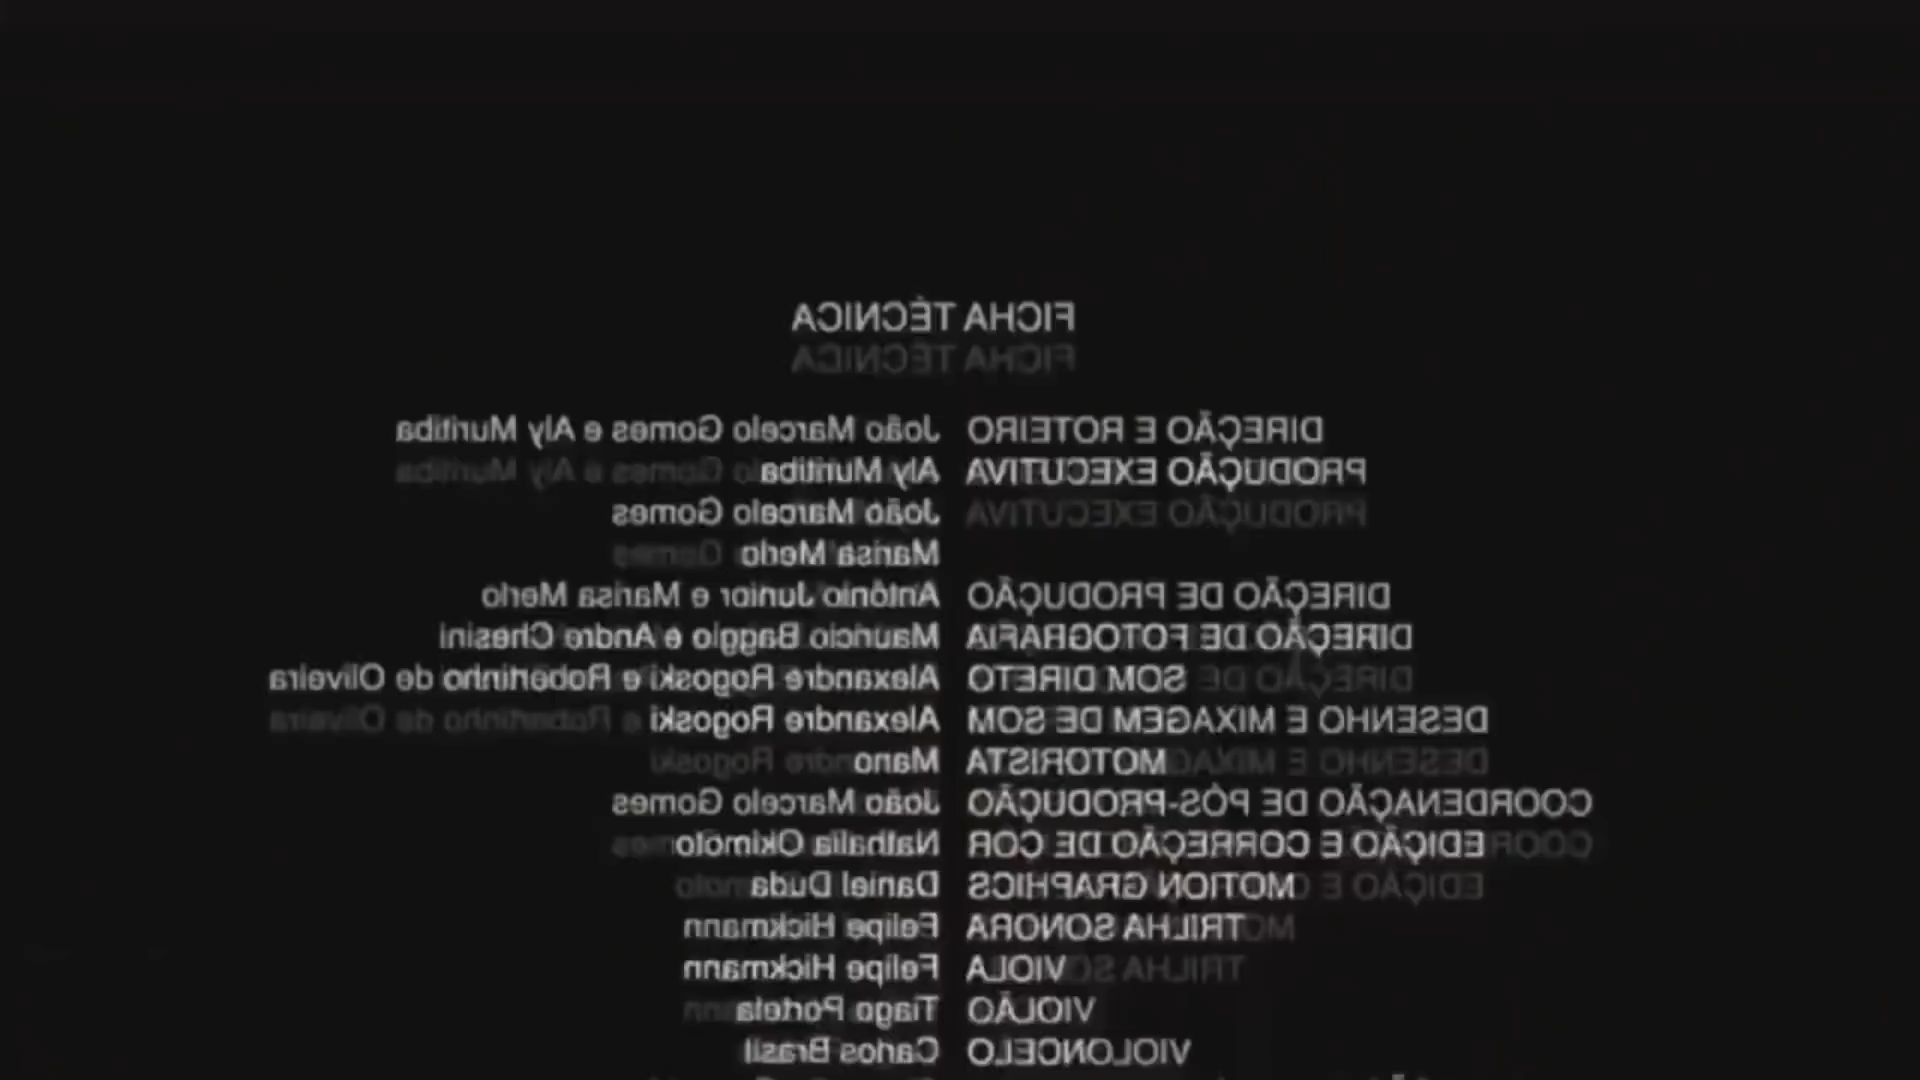 FICHA TÉCNICA
DIREÇÃO E ROTEIRO João Marcelo Gomes e Aly Muritiba
PRODUÇÃO EXECUTIVA Aly Muritiba
João Marcelo Gomes
Marisa Merlo
DIREÇÃO DE PRODUÇÃO Antônio Junior e Marisa Merlo
DIREÇÃO DE FOTOGRAFIA Mauricio Baggio e Andre Chesini
SOM DIRETO Alexandre Rogoski e Robertinho de Oliveira
DESENHO E MIXAGEM DE SOM Alexandre Rogoski
MOTORISTA Mano
COORDENAÇÃO DE PÓS-PRODUÇÃO João Marcelo Gomes
EDIÇÃO E CORREÇÃO DE COR Nathalia Okimoto
MOTION GRAPHICS Daniel Duda
TRILHA SONORA Felipe Hickmann
VIOLA Felipe Hickmann
VIOLÃO Tiago Portela
VIOLONCELO Carlos Brasil